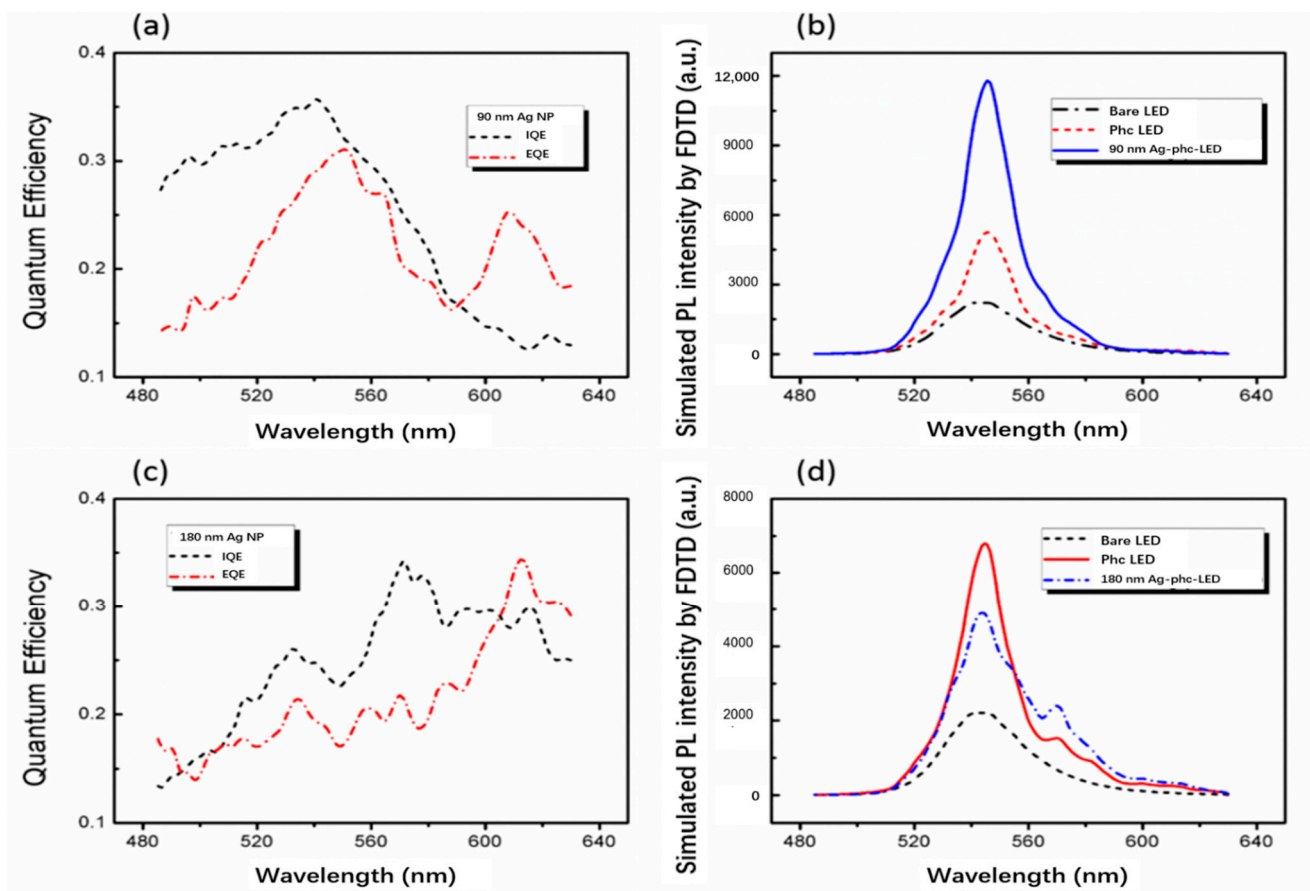 (a)
0.4
0.3
0.2
0.1
Quantum Efficiency
90 nm Ag NP
IQE
EQE
480
520
560
600
640
Wavelength (nm)
(b)
12,000
9000
6000
3000
0
Simulated PL intensity by FDTD (a.u.)
Bare LED
Phc LED
90 nm Ag-phc-LED
480
520
560
600
640
Wavelength (nm)
(c)
0.4
0.3
0.2
0.1
Quantum Efficiency
180 nm Ag NP
IQE
EQE
480
520
560
600
640
Wavelength (nm)
(d)
8000
6000
4000
2000
0
Simulated PL intensity by FDTD (a.u.)
Bare LED
Phc LED
180 nm Ag-phc-LED
480
520
560
600
640
Wavelength (nm)